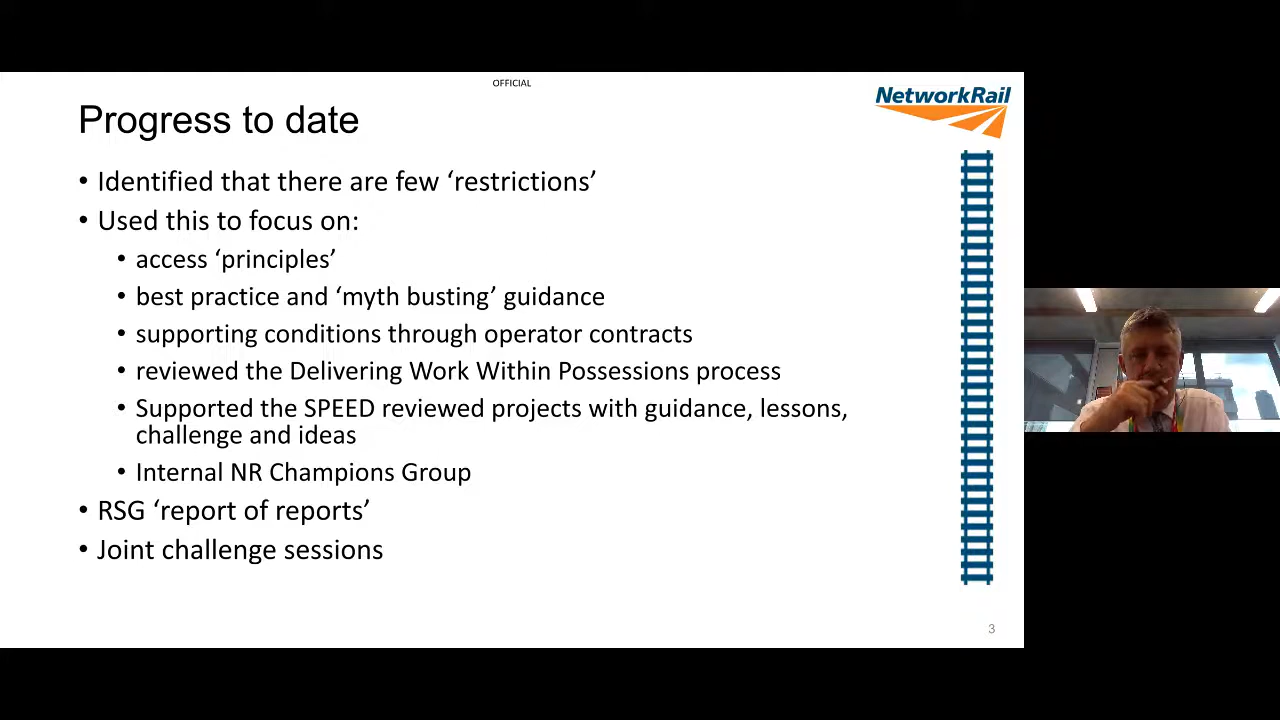 OFFICIAL
NetworkRail
Progress to date
• Identified that there are few ‘restrictions’
• Used this to focus on:
• access ‘principles’
• best practice and ‘myth busting’ guidance
• supporting conditions through operator contracts
• reviewed the Delivering Work Within Possessions process
• Supported the SPEED reviewed projects with guidance, lessons,
challenge and ideas
• Internal NR Champions Group
• RSG ‘report of reports’
• Joint challenge sessions
3